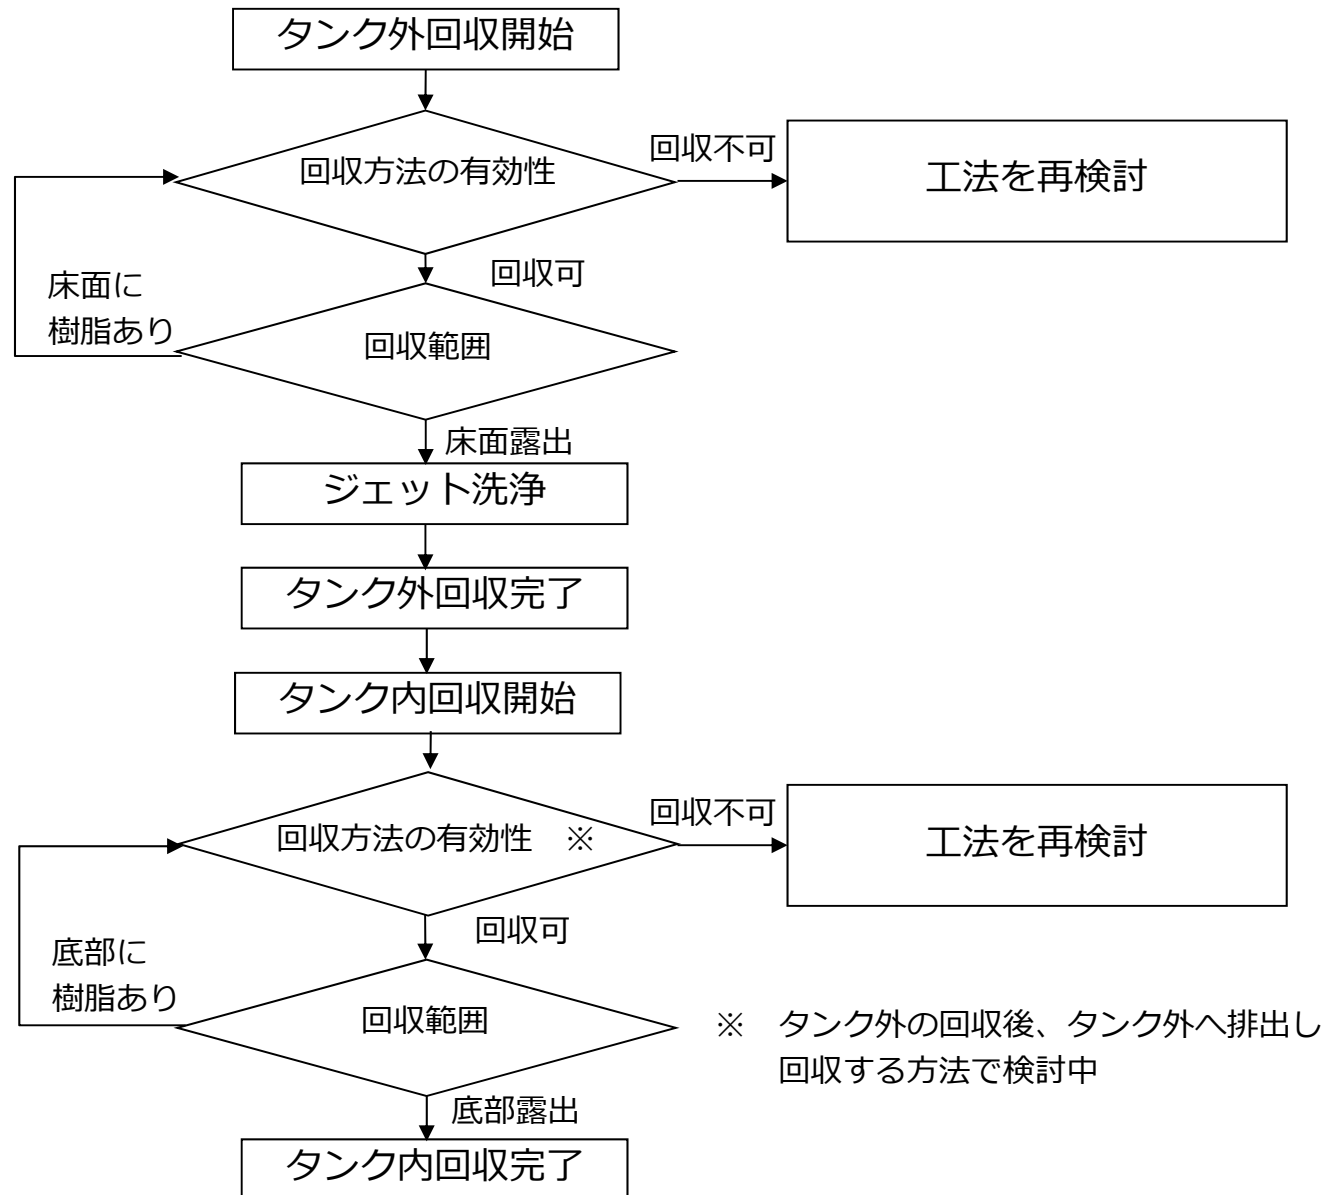 タンク外回収開始
回収方法の有効性
回収不可
工法を再検討
回収可
床面に
樹脂あり
回収範囲
床面露出
ジェット洗浄
タンク外回収完了
タンク内回収開始
回収方法の有効性 ※
回収不可
工法を再検討
回収可
底部に
樹脂あり
回収範囲
※ タンク外の回収後、タンク外へ排出し
回収する方法で検討中
底部露出
タンク内回収完了